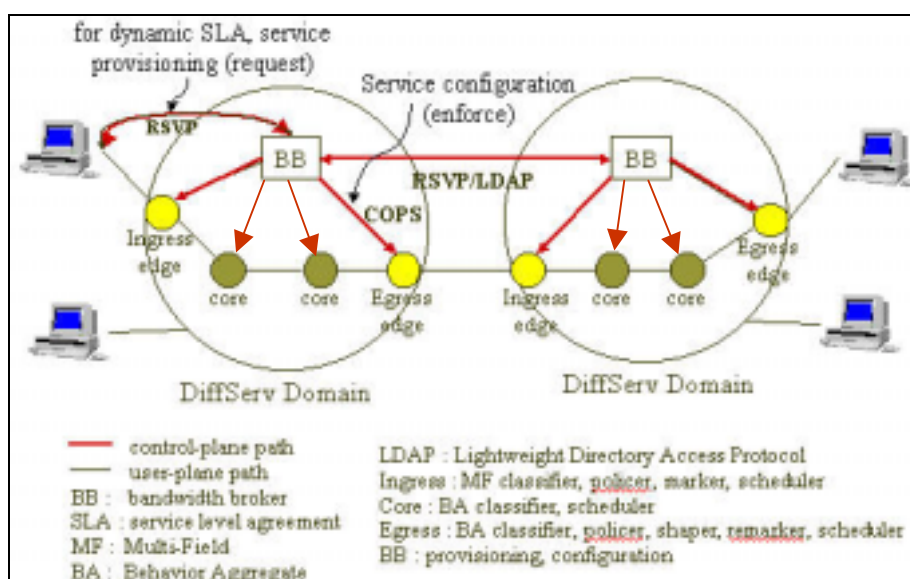 for dynamic SLA, service
provisioning (request)
Service configuration
(enforce)
RSVP
BB
BB
RSVP/LDAP
COPS
Ingress
edge
core
core
Egress
edge
Ingress
edge
core
core
Egress
edge
DiffServ Domain
DiffServ Domain
control-plane path
user-plane path
BB : bandwidth broker
SLA : service level agreement
MF : Multi-Field
BA : Behavior Aggregate
LDAP : Lightweight Directory Access Protocol
Ingress : MF classifier, policer, marker, scheduler
Core : BA classifier, scheduler
Egress : BA classifier, policer, shaper, remarker, scheduler
BB : provisioning, configuration